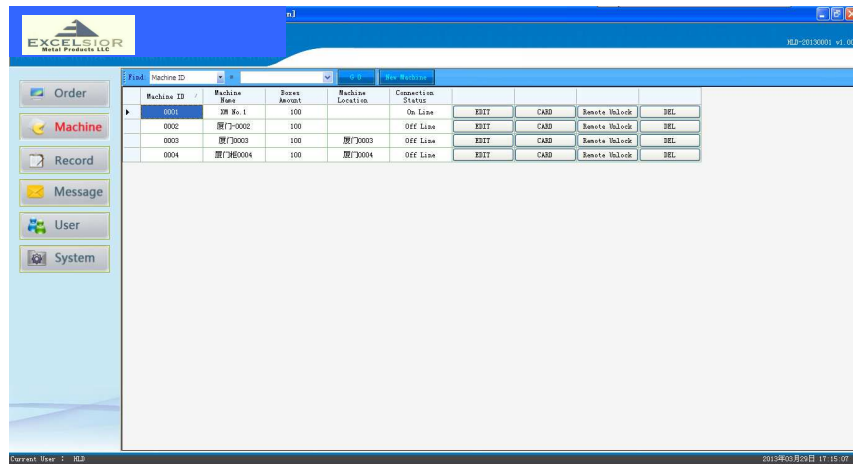 n]
EXCELSIOR
Metal Products LLC
HLD-20130001 v1.00
Find: Machine ID = GO New Machine
Machine ID / Machine Name Boxes Amount Machine Location Connection Status
0001 XM No.1 100 On Line EDIT CARD Remote Unlock DEL
0002 厦门-0002 100 Off Line EDIT CARD Remote Unlock DEL
0003 厦门0003 100 厦门0003 Off Line EDIT CARD Remote Unlock DEL
0004 厦门柜0004 100 厦门0004 Off Line EDIT CARD Remote Unlock DEL
Order
Machine
Record
Message
User
System
Current User : HLD 2013年03月29日 17:15:07